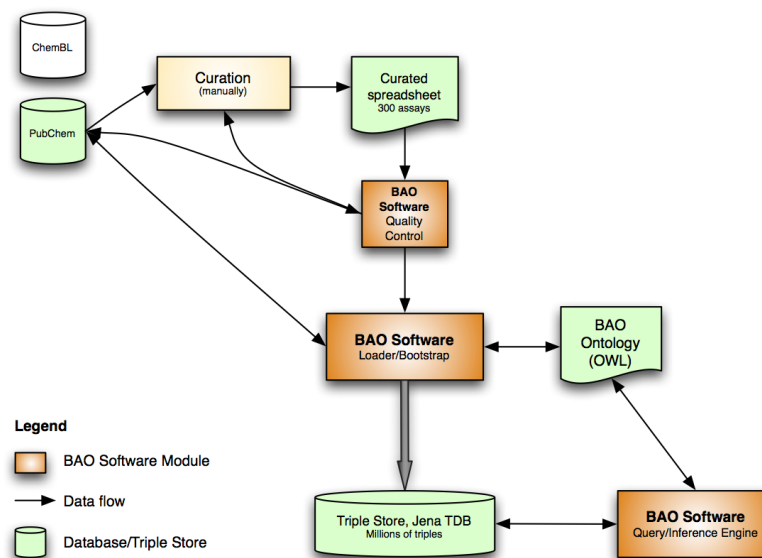 ChemBL
Curation
(manually)
Curated
spreadsheet
300 assays
PubChem
BAO
Software
Quality
Control
BAO Software
Loader/Bootstrap
BAO
Ontology
(OWL)
Legend
BAO Software Module
Data flow
Database/Triple Store
Triple Store, Jena TDB
Millions of triples
BAO Software
Query/Inference Engine